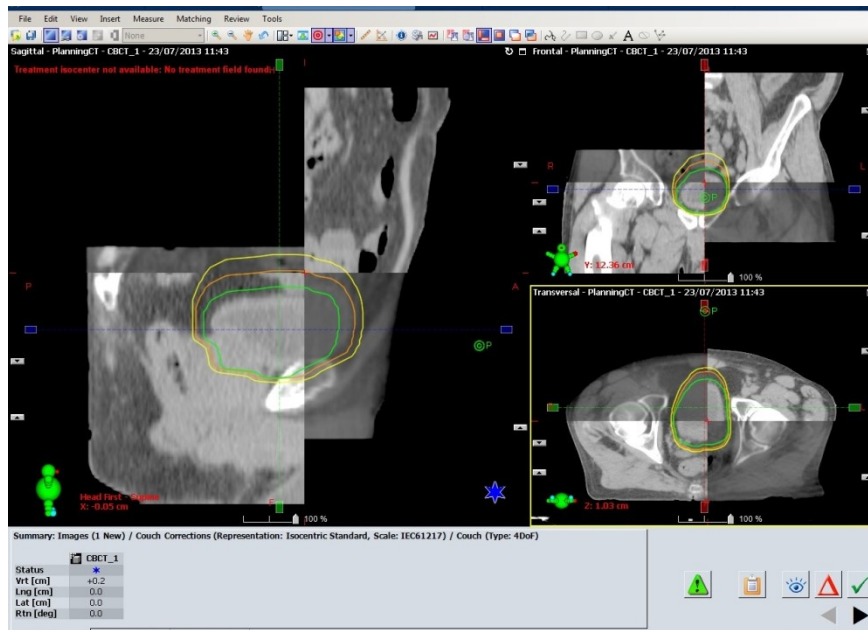 File Edit View Insert Measure Matching Review Tools
None
Sagittal - PlanningCT - CBCT_1 - 23/07/2013 11:43
Treatment isocenter not available: No treatment field found!
P
A
P
Head First - Supine
X: -0.05 cm
100 %
Frontal - PlanningCT - CBCT_1 - 23/07/2013 11:43
R
L
P
Y: 12.36 cm
100 %
Transversal - PlanningCT - CBCT_1 - 23/07/2013 11:43
P
Z: 1.03 cm
100 %
Summary: Images (1 New) / Couch Corrections (Representation: Isocentric Standard, Scale: IEC61217) / Couch (Type: 4DoF)
CBCT_1
Status
Vrt [cm] +0.2
Lng [cm] 0.0
Lat [cm] 0.0
Rtn [deg] 0.0